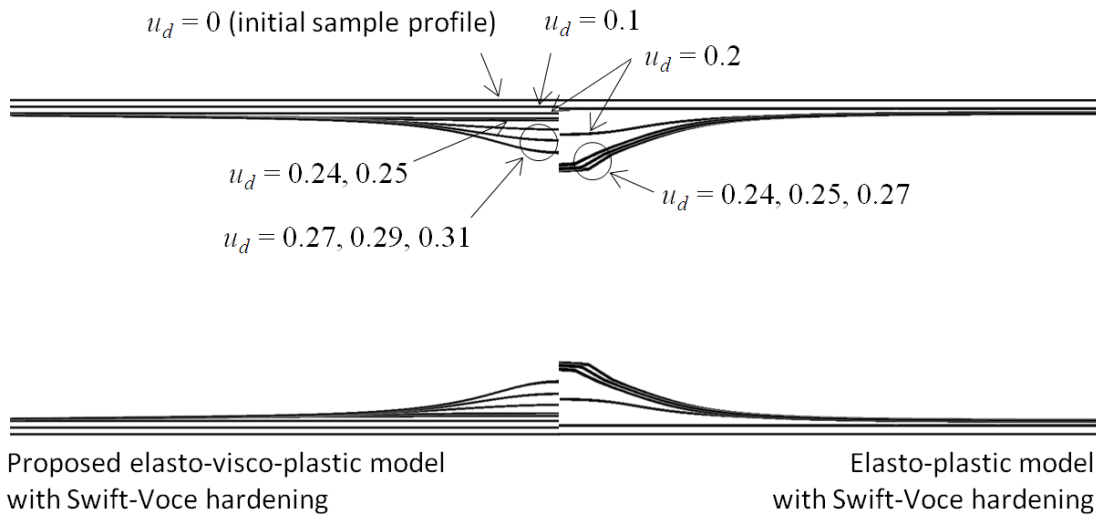 u_d = 0 (initial sample profile)
u_d = 0.1
u_d = 0.2
u_d = 0.24, 0.25
u_d = 0.24, 0.25, 0.27
u_d = 0.27, 0.29, 0.31
Proposed elasto-visco-plastic model
with Swift-Voce hardening
Elasto-plastic model
with Swift-Voce hardening